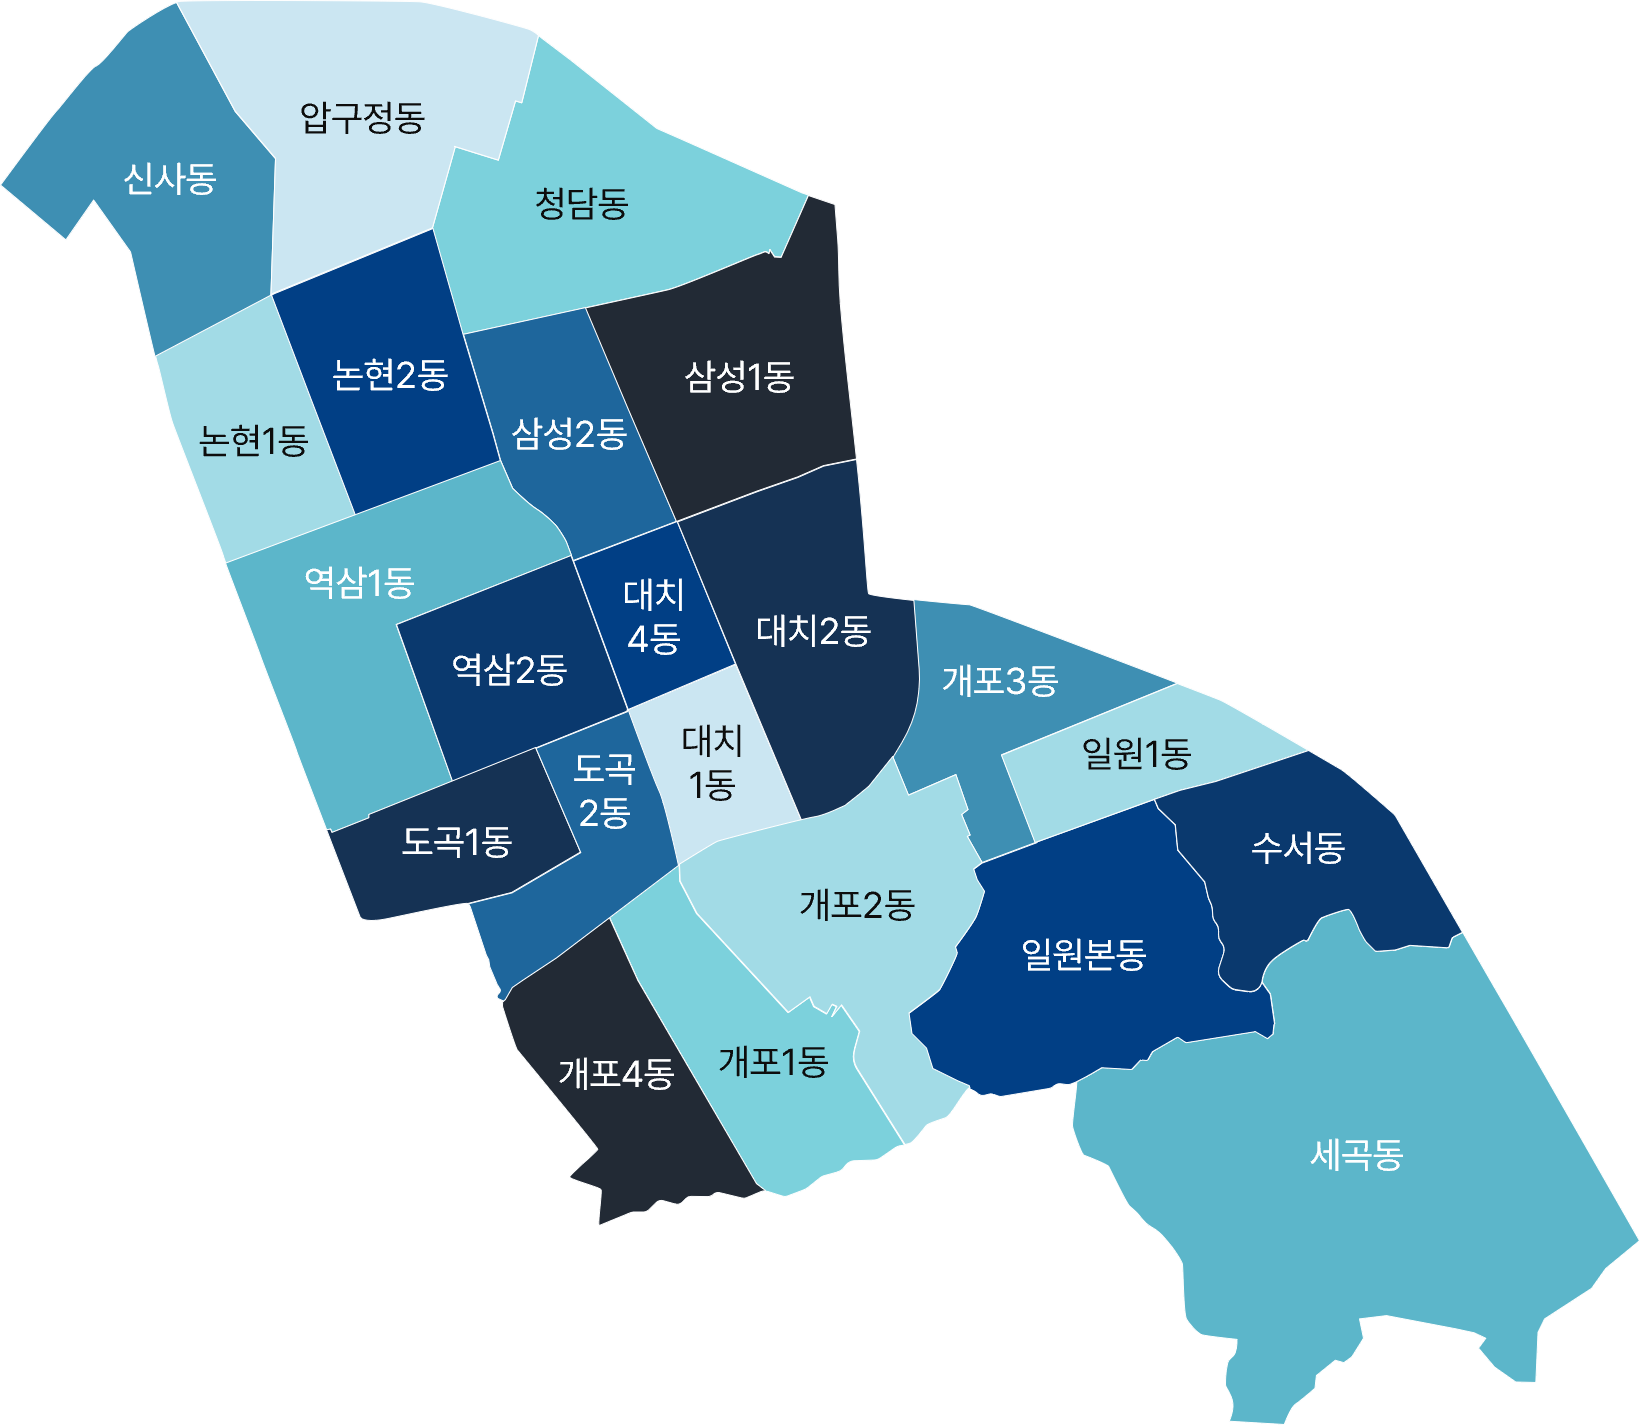 압구정동
신사동
청담동
논현2동
삼성1동
논현1동
삼성2동
역삼1동
대치
4동
대치2동
역삼2동
개포3동
대치
1동
일원1동
도곡
2동
도곡1동
수서동
개포2동
일원본동
개포4동
개포1동
세곡동